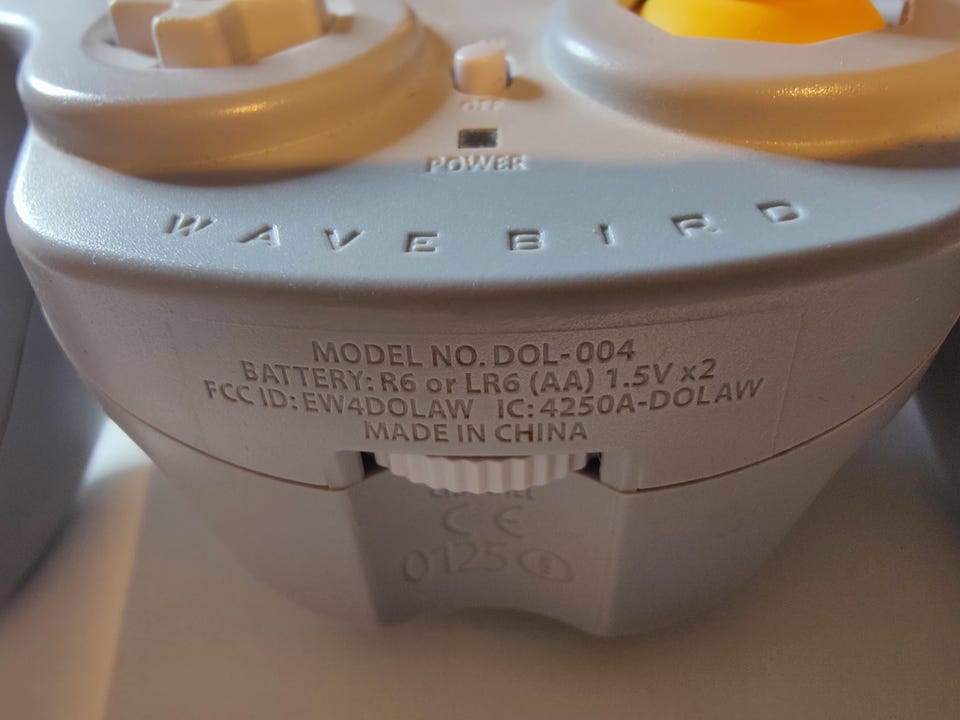 OFF
POWER
WAVEBIRD
MODEL NO. DOL-004
BATTERY: R6 or LR6 (AA) 1.5V x2
FCC ID: EW4DOLAW IC: 4250A-DOLAW
MADE IN CHINA
CHANNEL
CE
0125